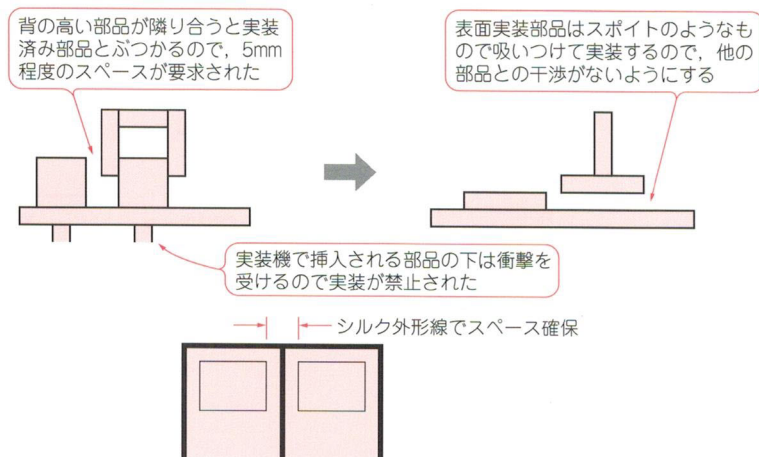 背の高い部品が隣り合うと実装
済み部品とぶつかるので，5mm
程度のスペースが要求された
表面実装部品はスポイトのようなも
ので吸いつけて実装するので，他の
部品との干渉がないようにする
実装機で挿入される部品の下は衝撃を
受けるので実装が禁止された
シルク外形線でスペース確保